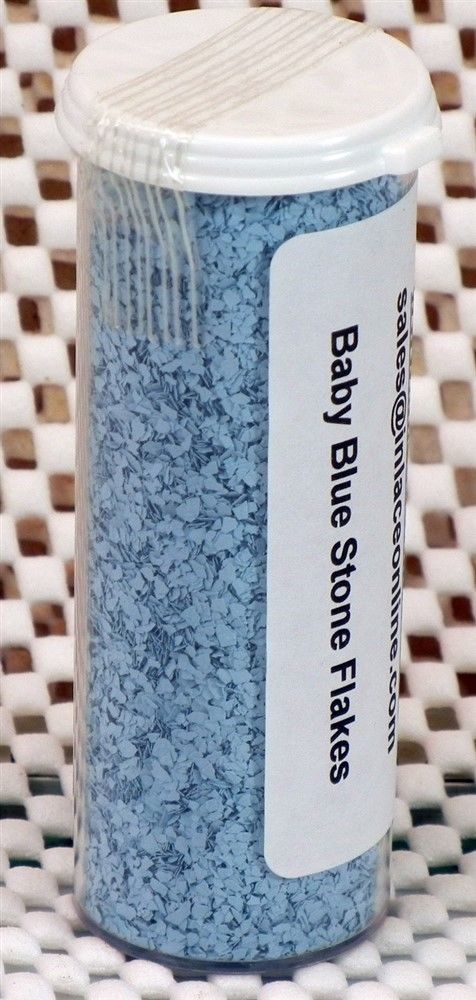 sales@inlaceonline.com
Baby Blue Stone Flakes